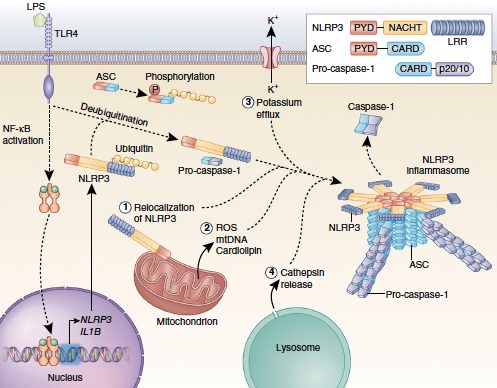 LPS
TLR4
K+
K+
NLRP3 PYD NACHT
LRR
ASC PYD CARD
Pro-caspase-1 CARD p20/10
ASC
Phosphorylation
P
Deubiquitination
3 Potassium
efflux
Caspase-1
NF-κB
activation
Ubiquitin
NLRP3
Pro-caspase-1
NLRP3
inflammasome
1 Relocalization
of NLRP3
2 ROS
mtDNA
Cardiolipin
NLRP3
ASC
4 Cathepsin
release
Pro-caspase-1
NLRP3
IL1B
Mitochondrion
Lysosome
Nucleus